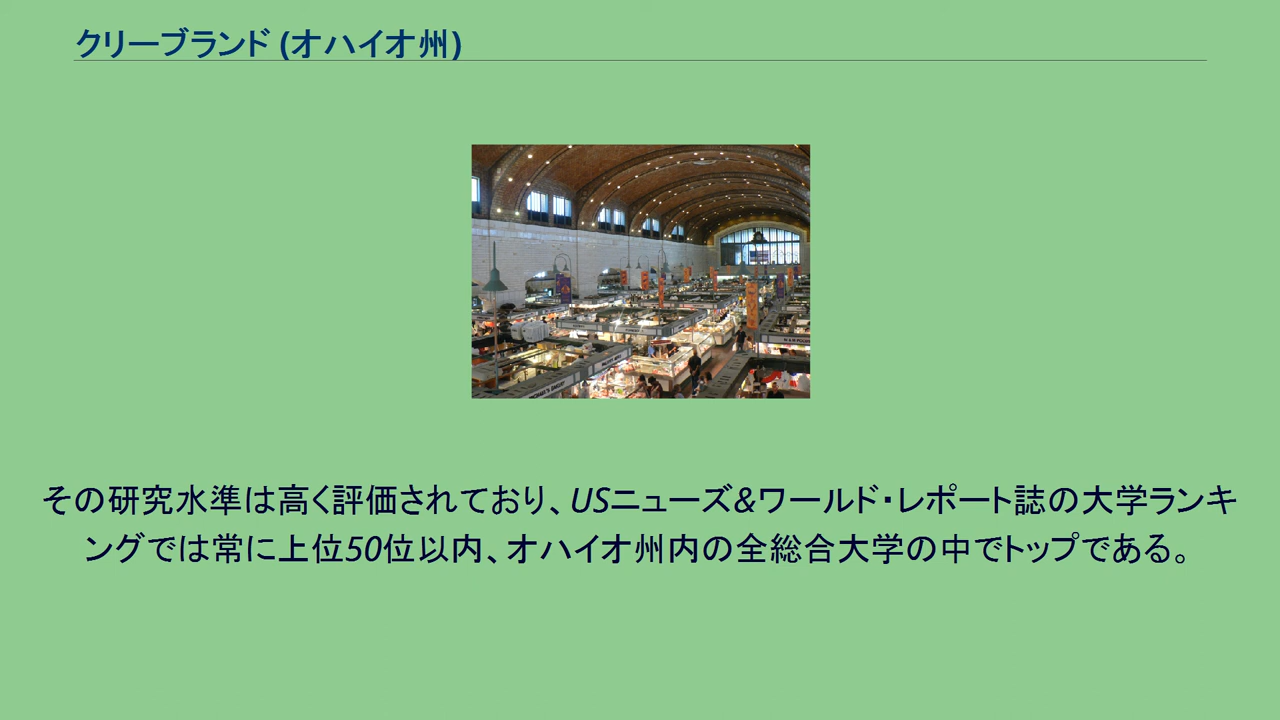 クリーブランド (オハイオ州)
その研究水準は高く評価されており、USニューズ&ワールド・レポート誌の大学ランキ
ングでは常に上位50位以内、オハイオ州内の全総合大学の中でトップである。